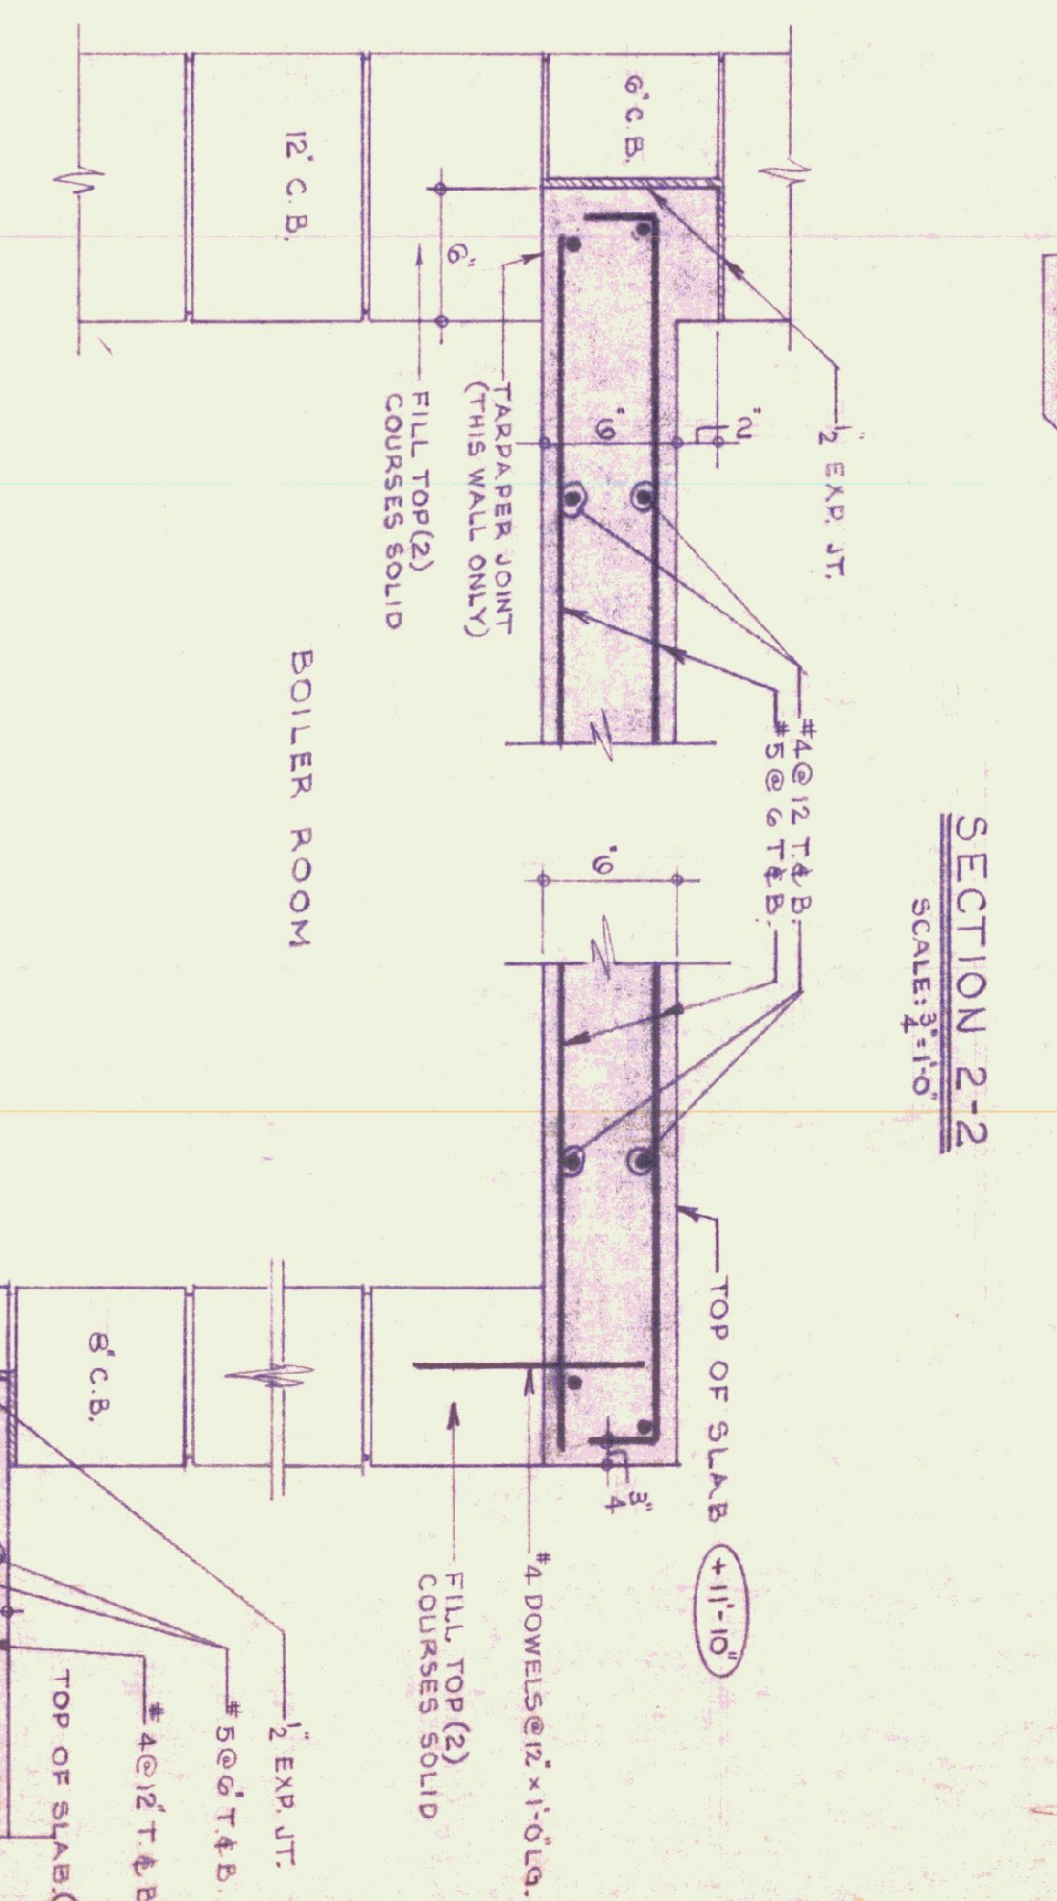 6" C.B.
12" C.B.
6"
½" EXP. JT.
2"
6"
TARPAPER JOINT
(THIS WALL ONLY)
FILL TOP (2)
COURSES SOLID
#4@12 T.&B.
#5@6 T&B.
BOILER ROOM
6"
SECTION 2-2
SCALE: ¾"=1'-0"
TOP OF SLAB +11'-10"
¾"
8" C.B.
#4 DOWELS@12"x1'-0"LG.
FILL TOP (2)
COURSES SOLID
½" EXP. JT.
#5@6" T.&B.
#4@12" T.&B
TOP OF SLAB (